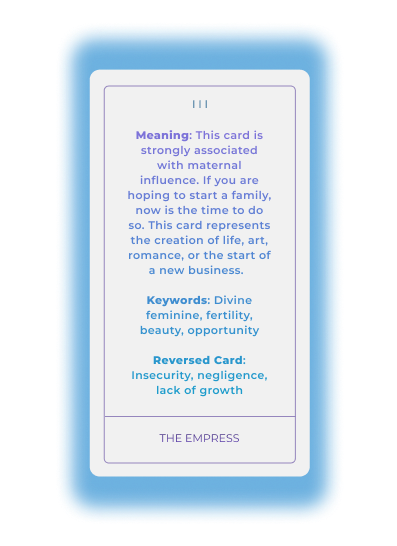 III
Meaning: This card is
strongly associated
with maternal
influence. If you are
hoping to start a family,
now is the time to do
so. This card represents
the creation of life, art,
romance, or the start of
a new business.
Keywords: Divine
feminine, fertility,
beauty, opportunity
Reversed Card:
Insecurity, negligence,
lack of growth
THE EMPRESS